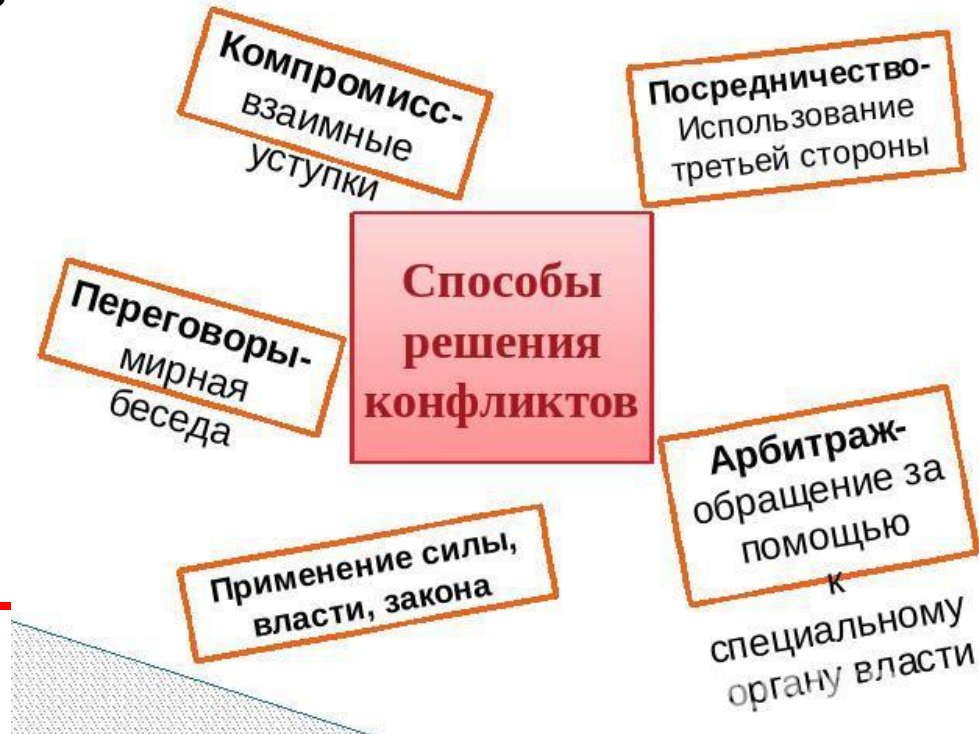 Компромисс-
взаимные
уступки
Посредничество-
Использование
третьей стороны
Способы
решения
конфликтов
Переговоры-
мирная
беседа
Арбитраж-
обращение за
помощью
к
специальному
органу власти
Применение силы,
власти, закона